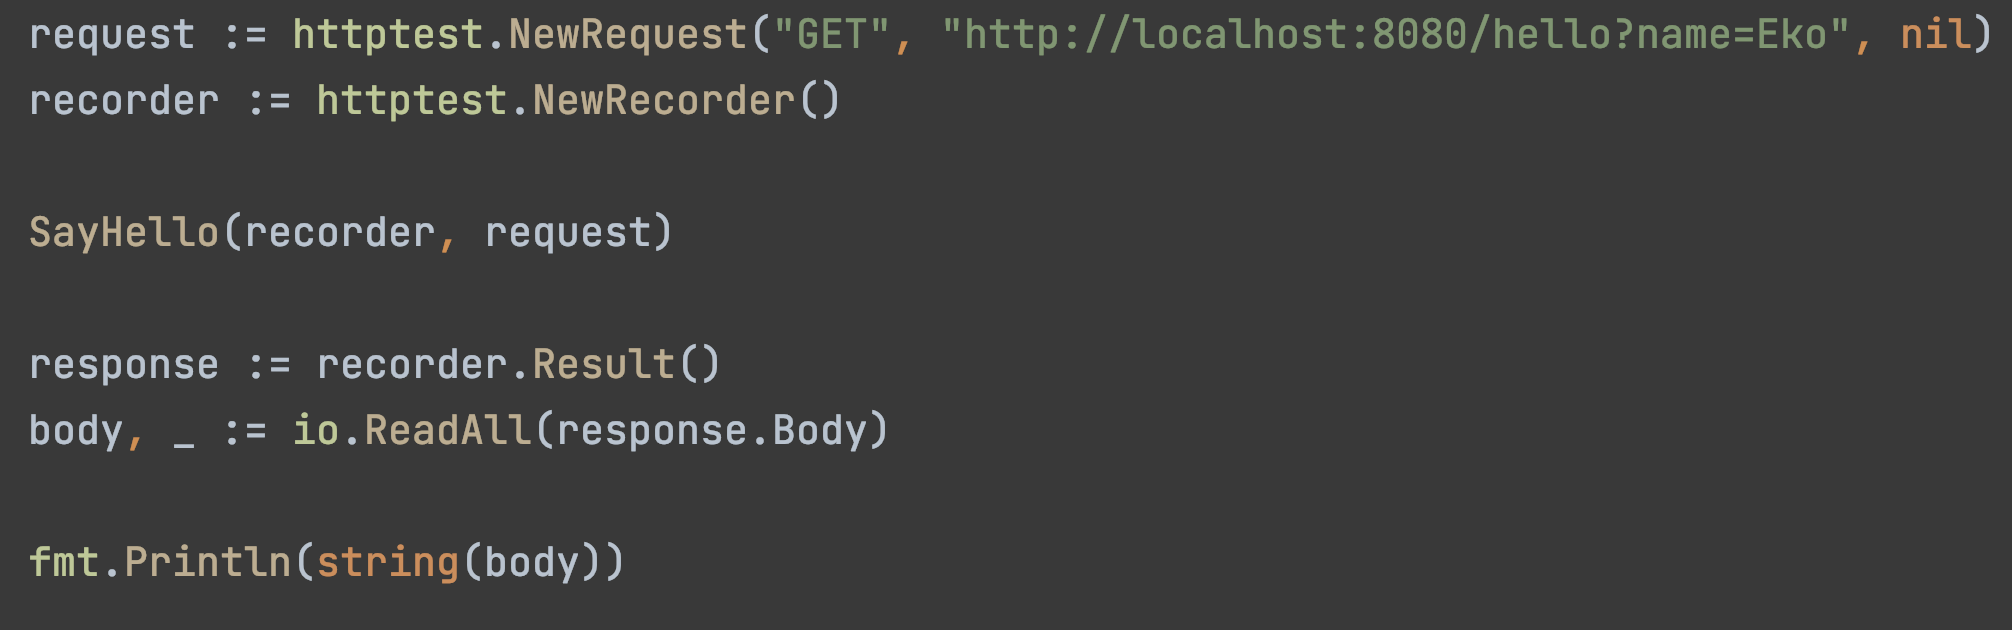 request := httptest.NewRequest("GET", "http://localhost:8080/hello?name=Eko", nil)
recorder := httptest.NewRecorder()
SayHello(recorder, request)
response := recorder.Result()
body, _ := io.ReadAll(response.Body)
fmt.Println(string(body))